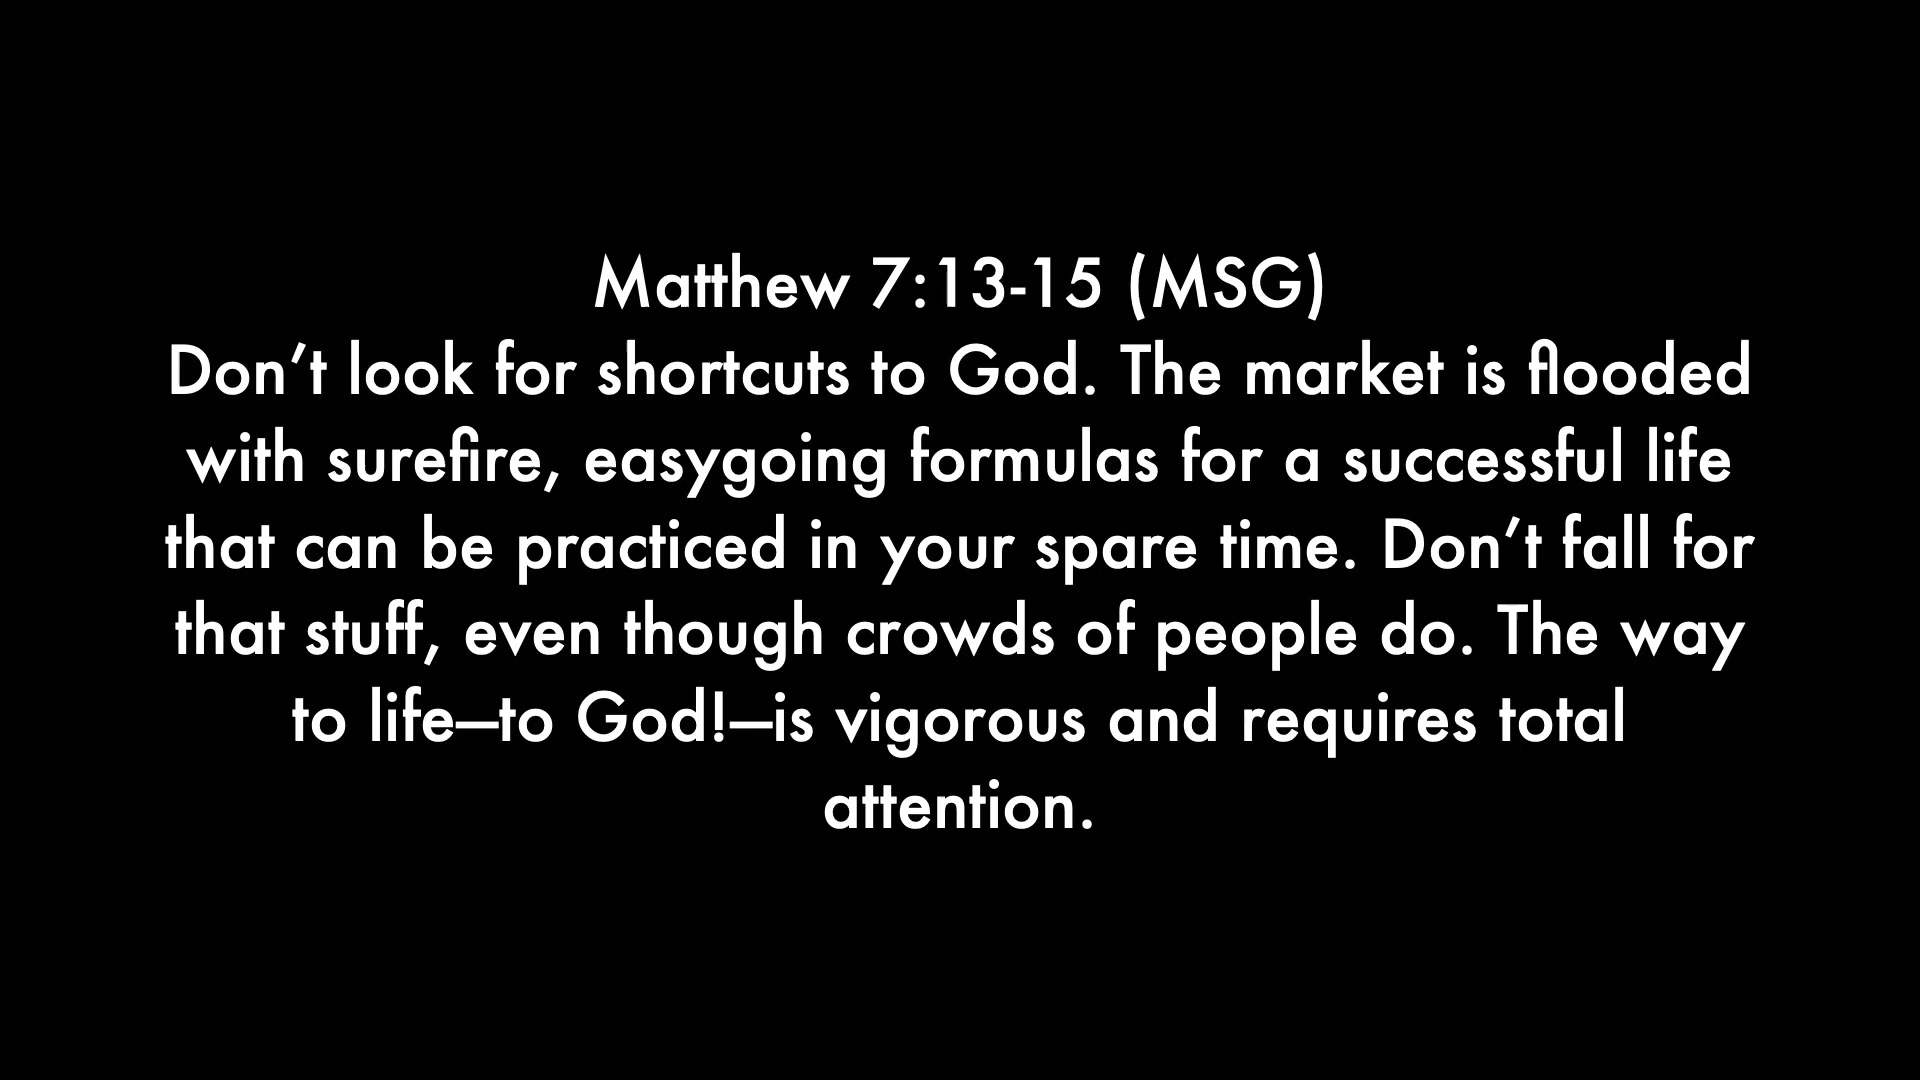 Matthew 7:13-15 (MSG)
Don’t look for shortcuts to God. The market is flooded
with surefire, easygoing formulas for a successful life
that can be practiced in your spare time. Don’t fall for
that stuff, even though crowds of people do. The way
to life—to God!—is vigorous and requires total
attention.